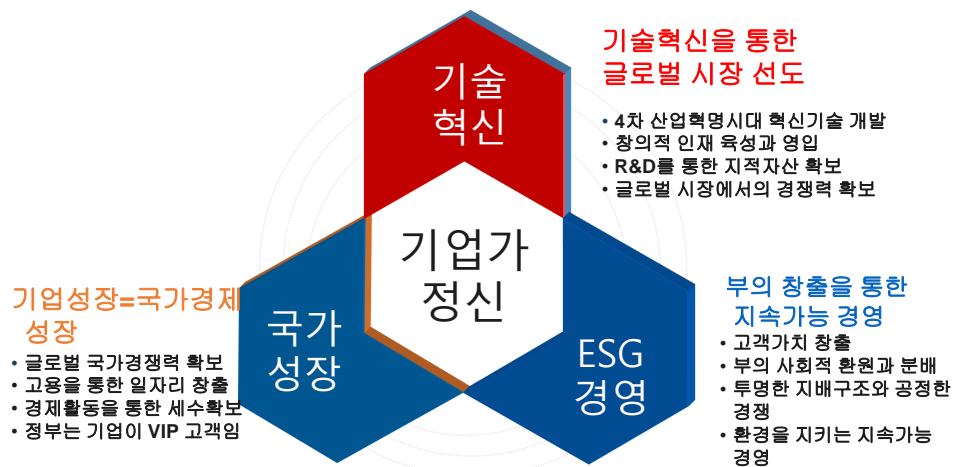 기술
혁신
기술혁신을 통한
글로벌 시장 선도
• 4차 산업혁명시대 혁신기술 개발
• 창의적 인재 육성과 영입
• R&D를 통한 지적자산 확보
• 글로벌 시장에서의 경쟁력 확보
기업가
정신
기업성장=국가경제
성장
• 글로벌 국가경쟁력 확보
• 고용을 통한 일자리 창출
• 경제활동을 통한 세수확보
• 정부는 기업이 VIP 고객임
국가
성장
ESG
경영
부의 창출을 통한
지속가능 경영
• 고객가치 창출
• 부의 사회적 환원과 분배
• 투명한 지배구조와 공정한
경쟁
• 환경을 지키는 지속가능
경영